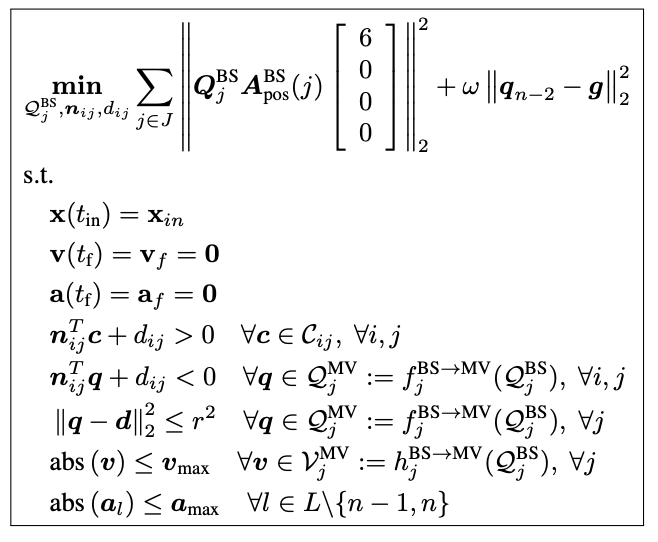 \min_{\mathcal{Q}_j^{\text{BS}}, \boldsymbol{n}_{ij}, d_{ij}} \sum_{j \in J} \left\| \boldsymbol{Q}_j^{\text{BS}} \boldsymbol{A}_{\text{pos}}^{\text{BS}}(j) \begin{bmatrix} 6 \\ 0 \\ 0 \\ 0 \end{bmatrix} \right\|_2^2 + \omega \left\| \boldsymbol{q}_{n-2} - \boldsymbol{g} \right\|_2^2
s.t.
\mathbf{x}(t_{\text{in}}) = \mathbf{x}_{in}
\mathbf{v}(t_{\text{f}}) = \mathbf{v}_f = \mathbf{0}
\mathbf{a}(t_{\text{f}}) = \mathbf{a}_f = \mathbf{0}
\boldsymbol{n}_{ij}^T \boldsymbol{c} + d_{ij} > 0 \quad \forall \boldsymbol{c} \in \mathcal{C}_{ij}, \ \forall i, j
\boldsymbol{n}_{ij}^T \boldsymbol{q} + d_{ij} < 0 \quad \forall \boldsymbol{q} \in \mathcal{Q}_j^{\text{MV}} := f_j^{\text{BS} \to \text{MV}}(\mathcal{Q}_j^{\text{BS}}), \ \forall i, j
\left\| \boldsymbol{q} - \boldsymbol{d} \right\|_2^2 \leq r^2 \quad \forall \boldsymbol{q} \in \mathcal{Q}_j^{\text{MV}} := f_j^{\text{BS} \to \text{MV}}(\mathcal{Q}_j^{\text{BS}}), \ \forall j
\text{abs}(\boldsymbol{v}) \leq \boldsymbol{v}_{\text{max}} \quad \forall \boldsymbol{v} \in \mathcal{V}_j^{\text{MV}} := h_j^{\text{BS} \to \text{MV}}(\mathcal{Q}_j^{\text{BS}}), \ \forall j
\text{abs}(\boldsymbol{a}_l) \leq \boldsymbol{a}_{\text{max}} \quad \forall l \in L \backslash \{n-1, n\}